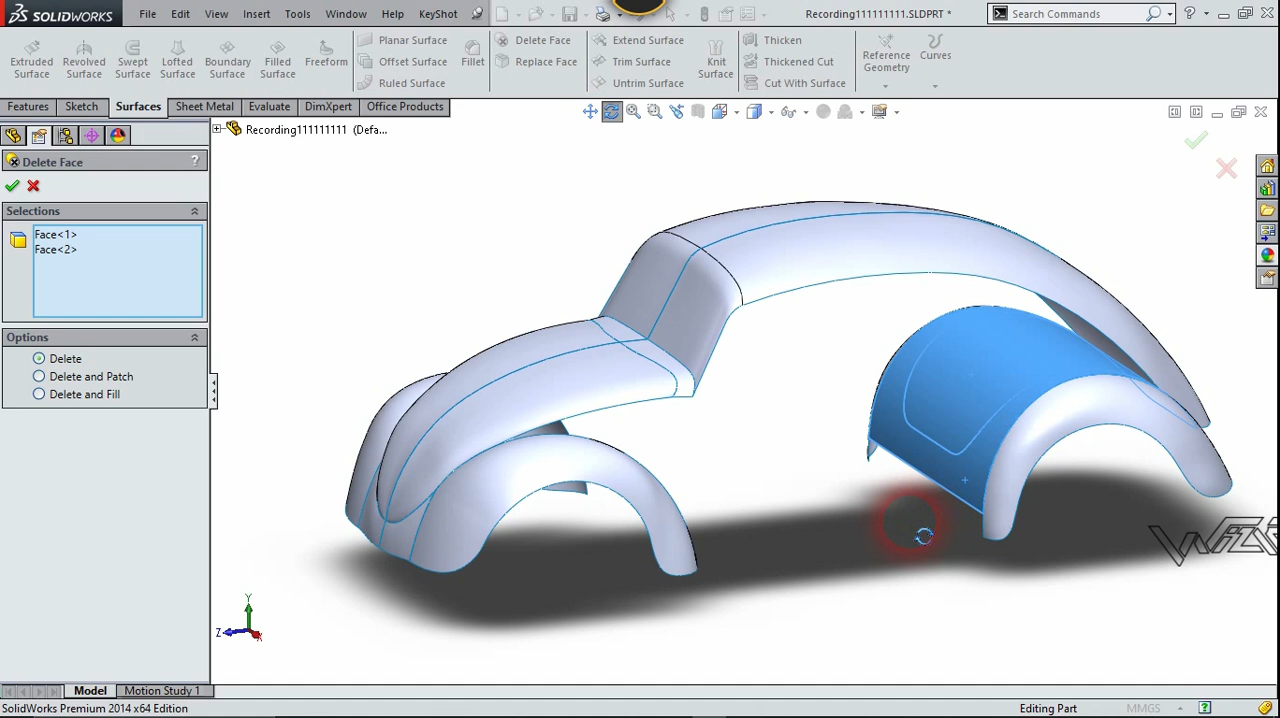 SOLIDWORKS File Edit View Insert Tools Window Help KeyShot Recording111111111.SLDPRT * Search Commands
Extruded Surface
Revolved Surface
Swept Surface
Lofted Surface
Boundary Surface
Filled Surface
Freeform
Planar Surface
Offset Surface
Ruled Surface
Fillet
Delete Face
Replace Face
Extend Surface
Trim Surface
Untrim Surface
Knit Surface
Thicken
Thickened Cut
Cut With Surface
Reference Geometry
Curves
Features Sketch Surfaces Sheet Metal Evaluate DimXpert Office Products
Recording111111111 (Defa...
Delete Face ?
Selections
Face<1>
Face<2>
Options
Delete
Delete and Patch
Delete and Fill
Y
Z
X
Model Motion Study 1
SolidWorks Premium 2014 x64 Edition Editing Part MMGS